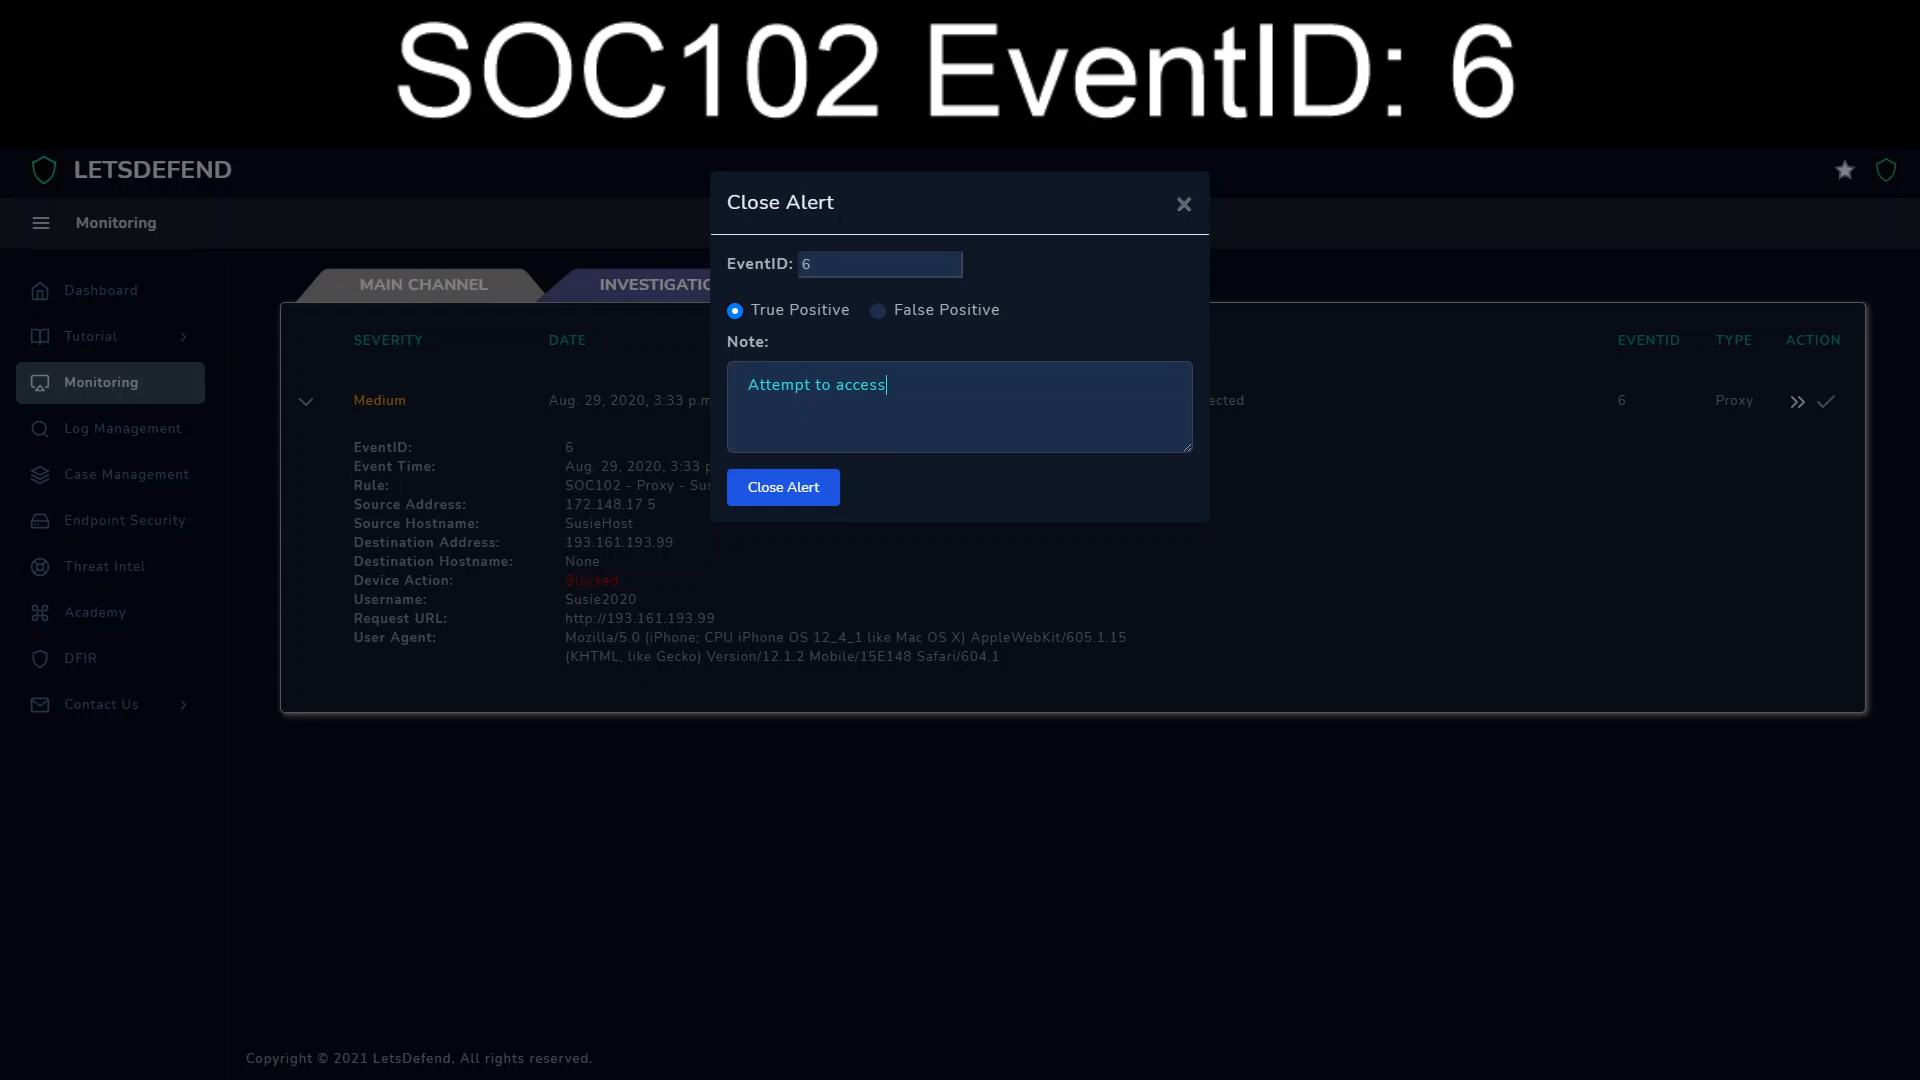 SOC102 EventID: 6
LETSDEFEND
Monitoring
Close Alert
EventID: 6
True Positive False Positive
Note:
Attempt to access
Close Alert
Dashboard
Tutorial
Monitoring
Log Management
Case Management
Endpoint Security
Threat Intel
Academy
DFIR
Contact Us
MAIN CHANNEL INVESTIGATIO
SEVERITY DATE EVENTID TYPE ACTION
Medium Aug. 29, 2020, 3:33 p.m ected 6 Proxy
EventID: 6
Event Time: Aug. 29, 2020, 3:33 p
Rule: SOC102 - Proxy - Sus
Source Address: 172.148.17.5
Source Hostname: SusieHost
Destination Address: 193.161.193.99
Destination Hostname: None
Device Action: Blocked
Username: Susie2020
Request URL: http://193.161.193.99
User Agent: Mozilla/5.0 (iPhone; CPU iPhone OS 12_4_1 like Mac OS X) AppleWebKit/605.1.15
(KHTML, like Gecko) Version/12.1.2 Mobile/15E148 Safari/604.1
Copyright © 2021 LetsDefend, All rights reserved.